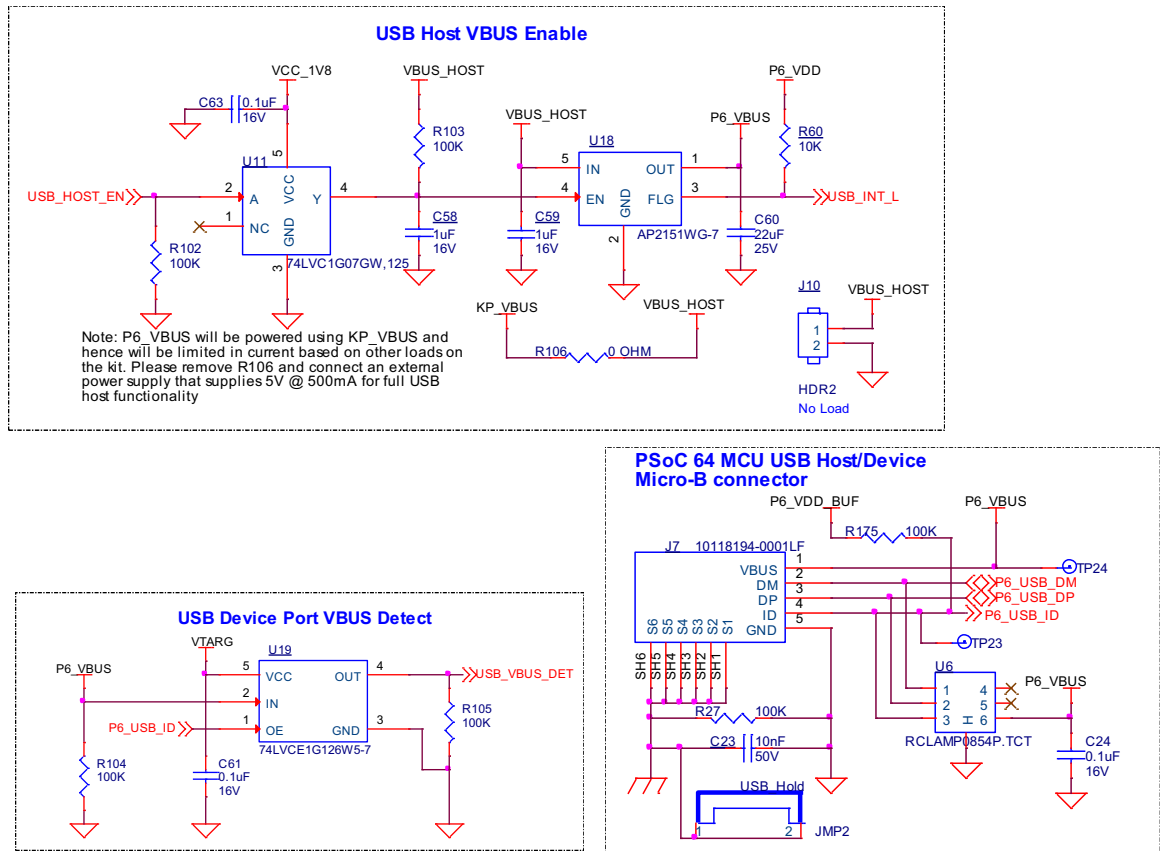 USB Host VBUS Enable
VCC_1V8
VBUS_HOST
P6_VDD
C63
0.1uF
16V
R103
100K
VBUS_HOST
U18
P6_VBUS
R60
10K
5
U11
USB_HOST_EN
2
A
VCC
Y
4
1
NC
GND
3
74LVC1G07GW,125
R102
100K
C58
1uF
16V
C59
1uF
16V
5
IN
OUT
1
4
EN
GND
FLG
3
2
AP2151WG-7
USB_INT_L
C60
22uF
25V
KP_VBUS
VBUS_HOST
R106
0 OHM
J10
VBUS_HOST
1
2
HDR2
No Load
Note: P6_VBUS will be powered using KP_VBUS and
hence will be limited in current based on other loads on
the kit. Please remove R106 and connect an external
power supply that supplies 5V @ 500mA for full USB
host functionality
PSoC 64 MCU USB Host/Device
Micro-B connector
P6_VDD_BUF
P6_VBUS
R175
100K
J7
10118194-0001LF
VBUS
1
DM
2
DP
3
ID
4
GND
5
S6
S5
S4
S3
S2
S1
SH6
SH5
SH4
SH3
SH2
SH1
TP24
P6_USB_DM
P6_USB_DP
P6_USB_ID
TP23
U6
P6_VBUS
1
4
2
5
3
H
6
RCLAMP0854P.TCT
C24
0.1uF
16V
R27
100K
C23
10nF
50V
USB_Hold
1
2
JMP2
USB Device Port VBUS Detect
VTARG
P6_VBUS
U19
5
VCC
OUT
4
USB_VBUS_DET
2
IN
P6_USB_ID
1
OE
GND
3
74LVCE1G126W5-7
R105
100K
R104
100K
C61
0.1uF
16V